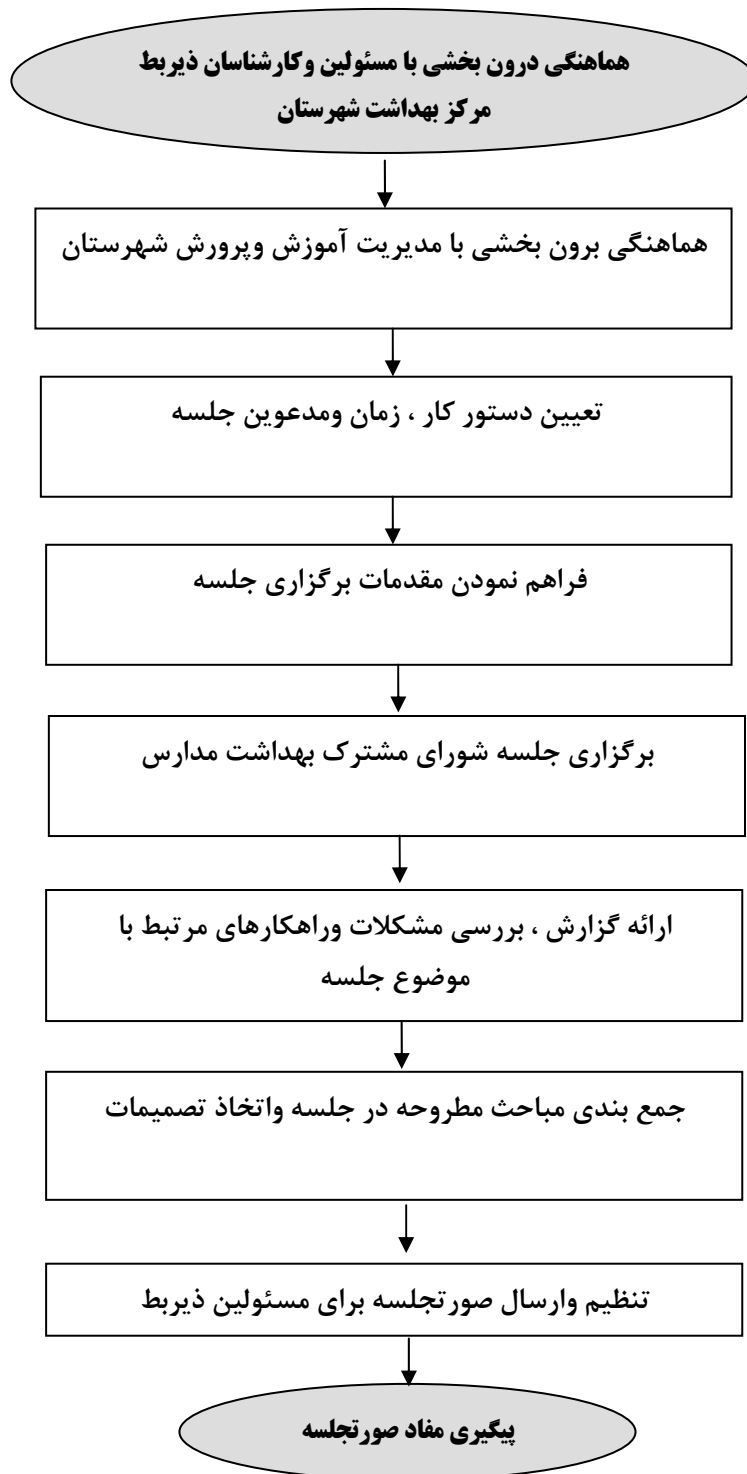 هماهنگی درون بخشی با مسئولین وکارشناسان ذیربط
مرکز بهداشت شهرستان
هماهنگی برون بخشی با مدیریت آموزش وپرورش شهرستان
تعیین دستور کار ، زمان ومدعوین جلسه
فراهم نمودن مقدمات برگزاری جلسه
برگزاری جلسه شورای مشترک بهداشت مدارس
ارائه گزارش ، بررسی مشکلات وراهکارهای مرتبط با
موضوع جلسه
جمع بندی مباحث مطروحه در جلسه واتخاذ تصمیمات
تنظیم وارسال صورتجلسه برای مسئولین ذیربط
پیگیری مفاد صورتجلسه